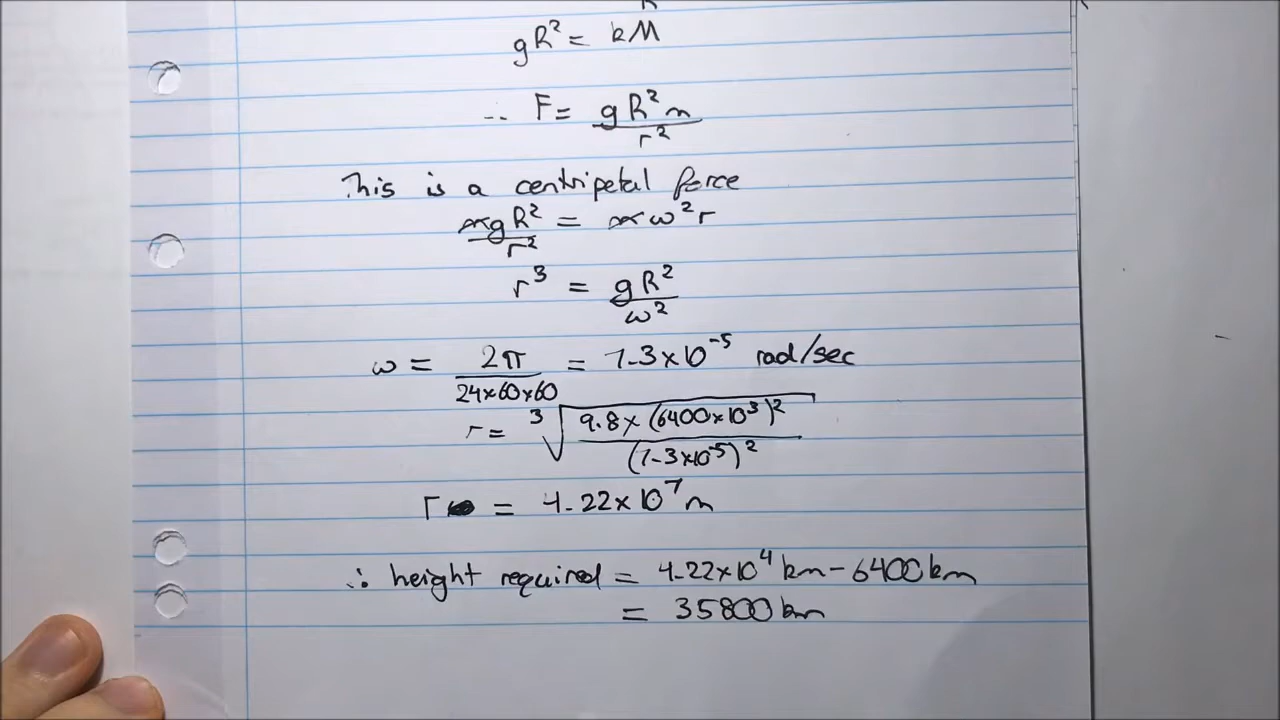 gR² = kM
∴ F = gR²m / r²
This is a centripetal force
mgR² / r² = mω²r
r³ = gR² / ω²
ω = 2π / 24×60×60 = 7.3×10⁻⁵ rad/sec
r = ³√(9.8×(6400×10³)² / (7.3×10⁻⁵)²)
r = 4.22×10⁷ m
∴ height required = 4.22×10⁴ km − 6400 km
= 35800 km